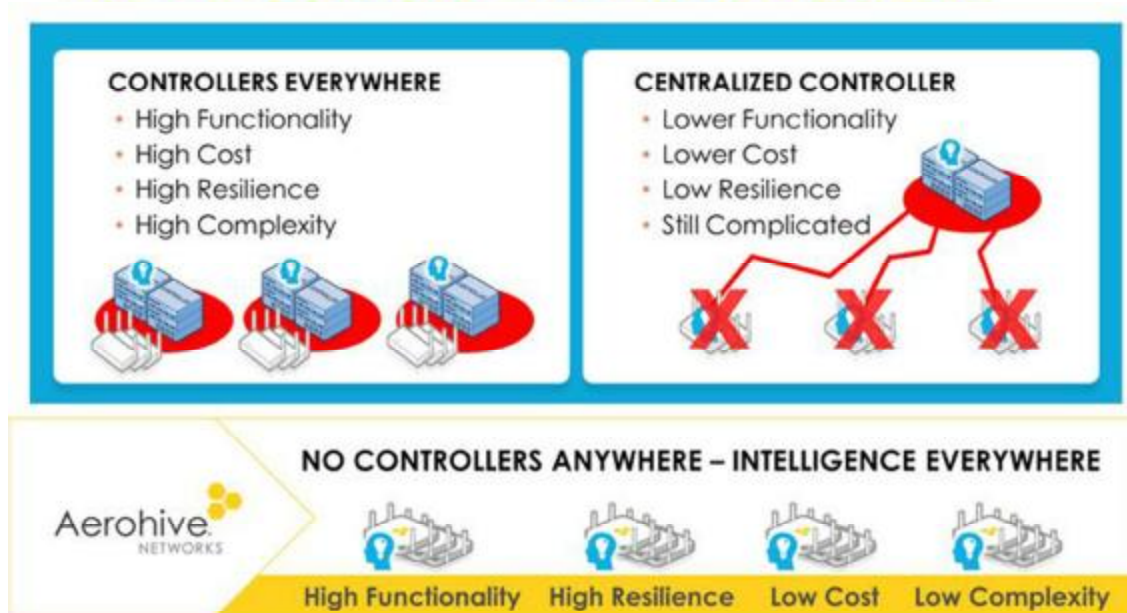 CONTROLLERS EVERYWHERE
• High Functionality
• High Cost
• High Resilience
• High Complexity
CENTRALIZED CONTROLLER
• Lower Functionality
• Lower Cost
• Low Resilience
• Still Complicated
NO CONTROLLERS ANYWHERE – INTELLIGENCE EVERYWHERE
Aerohive
NETWORKS
High Functionality High Resilience Low Cost Low Complexity